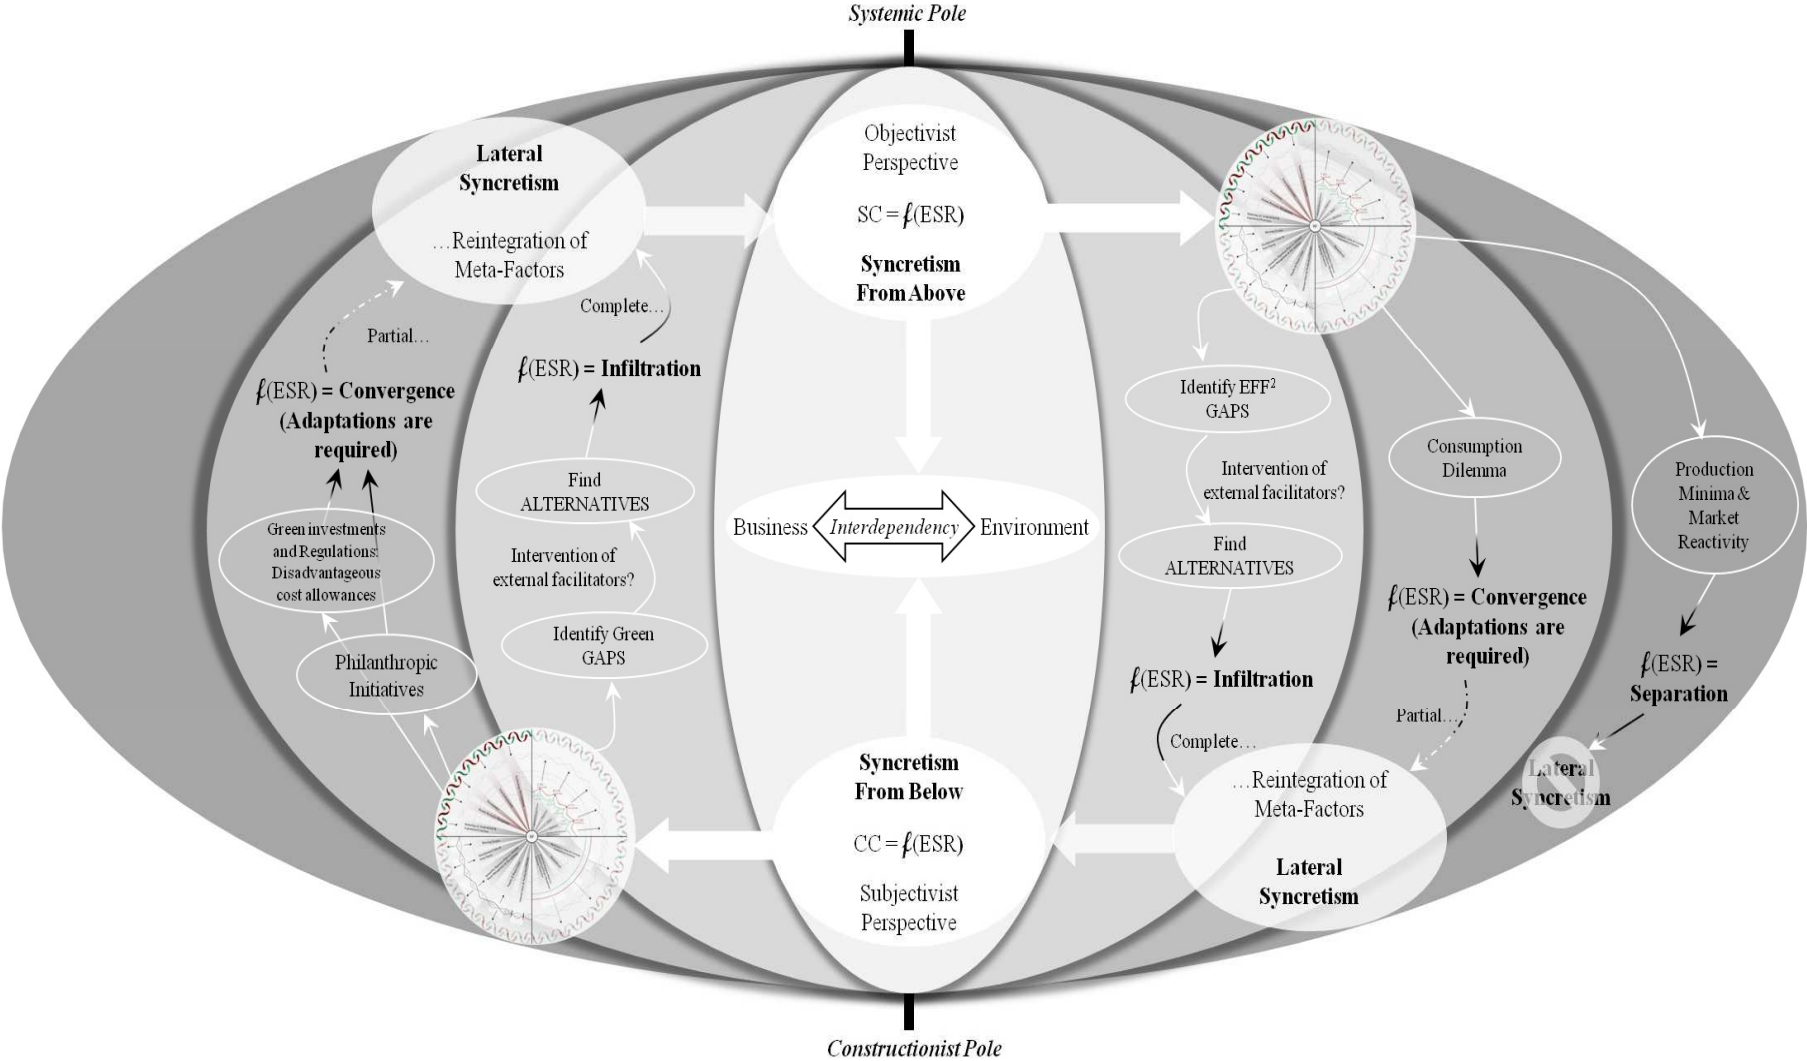 Systemic Pole
Lateral
Syncretism
…Reintegration of
Meta-Factors
Partial…
Complete…
f(ESR) = Convergence
(Adaptations are
required)
f(ESR) = Infiltration
Green investments
and Regulations:
Disadvantageous
cost allowances
Philanthropic
Initiatives
Find
ALTERNATIVES
Intervention of
external facilitators?
Identify Green
GAPS
Objectivist
Perspective
SC = f(ESR)
Syncretism
From Above
Business
Interdependency
Environment
Syncretism
From Below
CC = f(ESR)
Subjectivist
Perspective
Identify EFF²
GAPS
Intervention of
external facilitators?
Find
ALTERNATIVES
f(ESR) = Infiltration
Complete…
Consumption
Dilemma
f(ESR) = Convergence
(Adaptations are
required)
Partial…
…Reintegration of
Meta-Factors
Lateral
Syncretism
Production
Minima &
Market
Reactivity
f(ESR) =
Separation
Lateral
Syncretism
Constructionist Pole